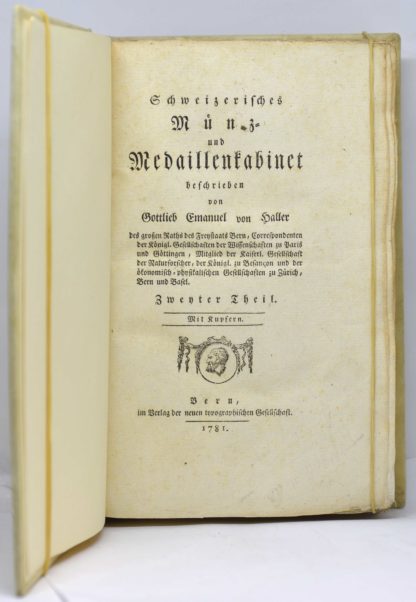 Schweizerisches
Münz-
und
Medaillenkabinet
beschrieben
von
Gottlieb Emanuel von Haller
des großen Raths des Freystaats Bern, Correspondenten
der Königl. Gesellschaften der Wissenschaften zu Paris
und Göttingen, Mitglied der Kaiserl. Gesellschaft
der Naturforscher, der Königl. zu Besançon und der
ökonomisch-physikalischen Gesellschaften zu Zürich,
Bern und Basel.
Zweyter Theil.
Mit Kupfern.
Bern,
im Verlag der neuen typographischen Gesellschaft.
1781.